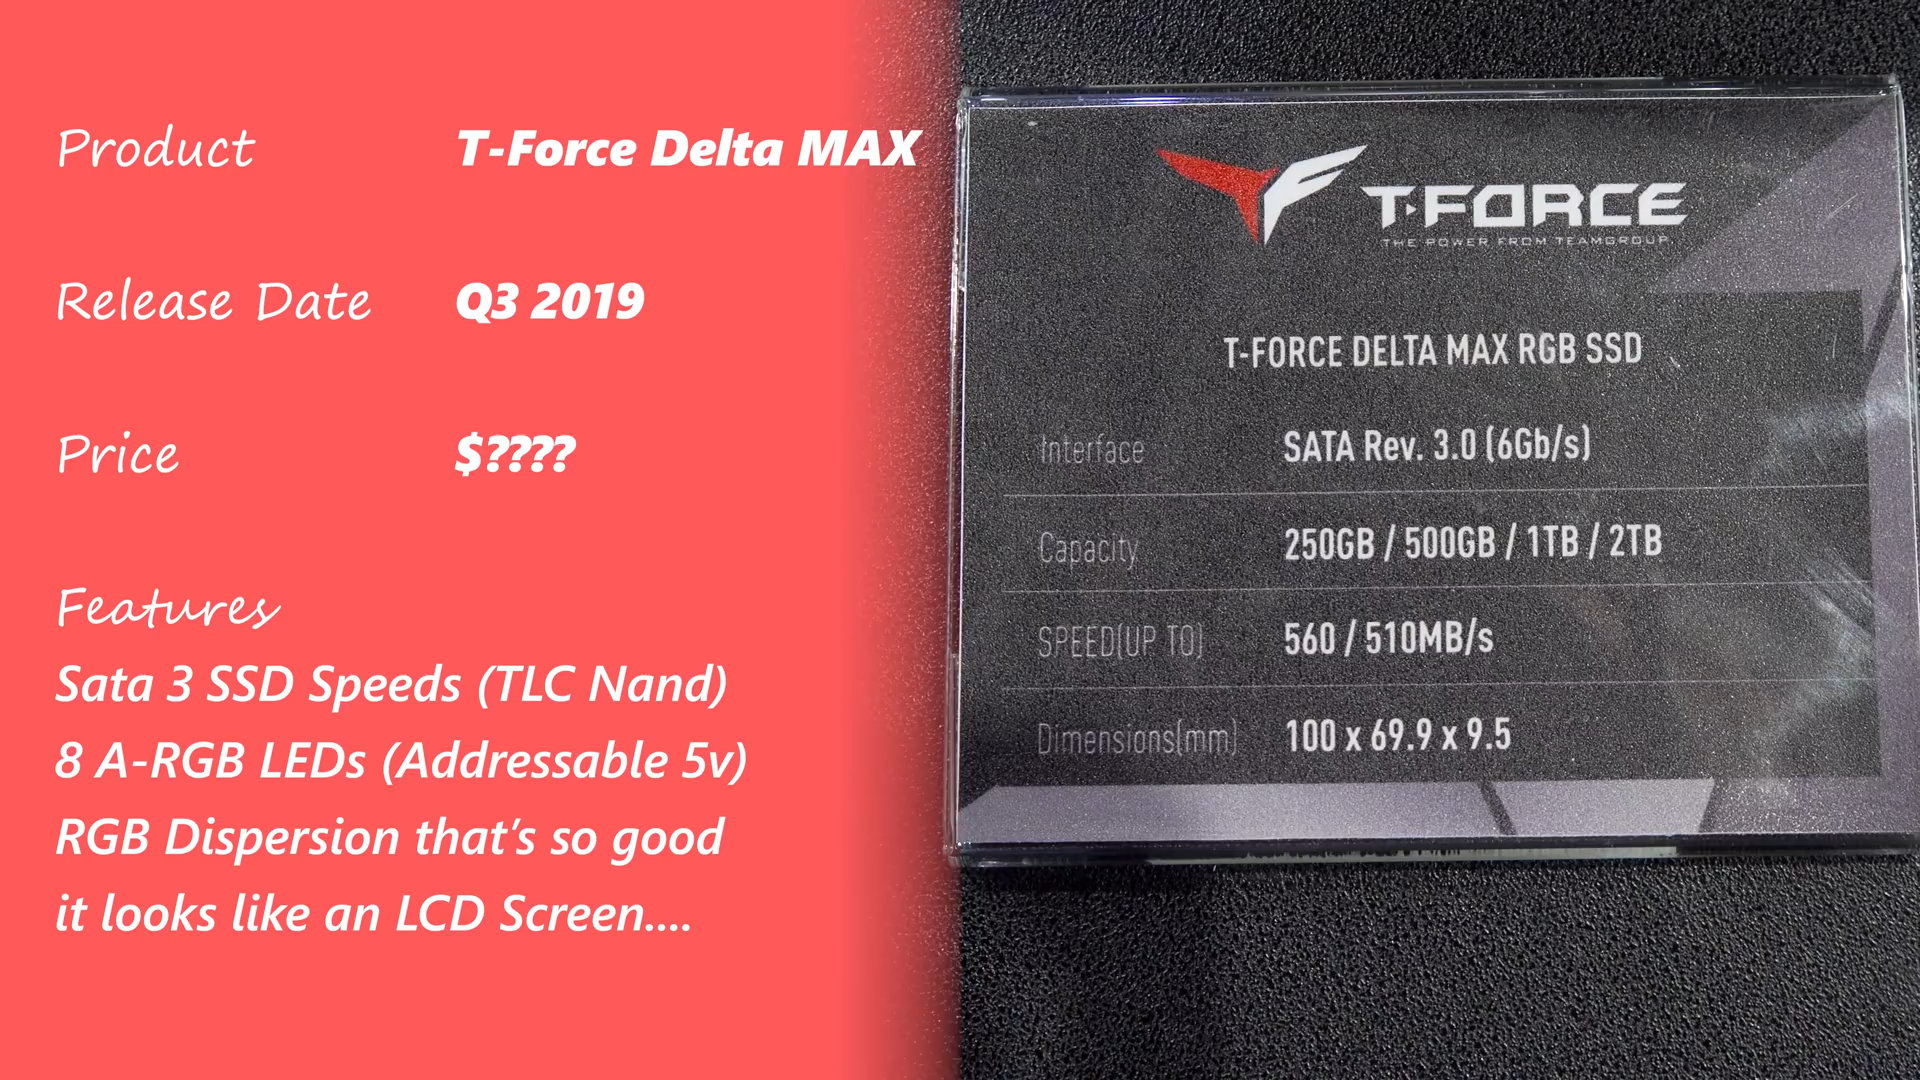 Product T-Force Delta MAX
Release Date Q3 2019
Price $????
Features
Sata 3 SSD Speeds (TLC Nand)
8 A-RGB LEDs (Addressable 5v)
RGB Dispersion that's so good
it looks like an LCD Screen....
T-FORCE
THE POWER FROM TEAMGROUP
T-FORCE DELTA MAX RGB SSD
Interface SATA Rev. 3.0 (6Gb/s)
Capacity 250GB / 500GB / 1TB / 2TB
SPEED(UP TO) 560 / 510MB/s
Dimensions(mm) 100 x 69.9 x 9.5